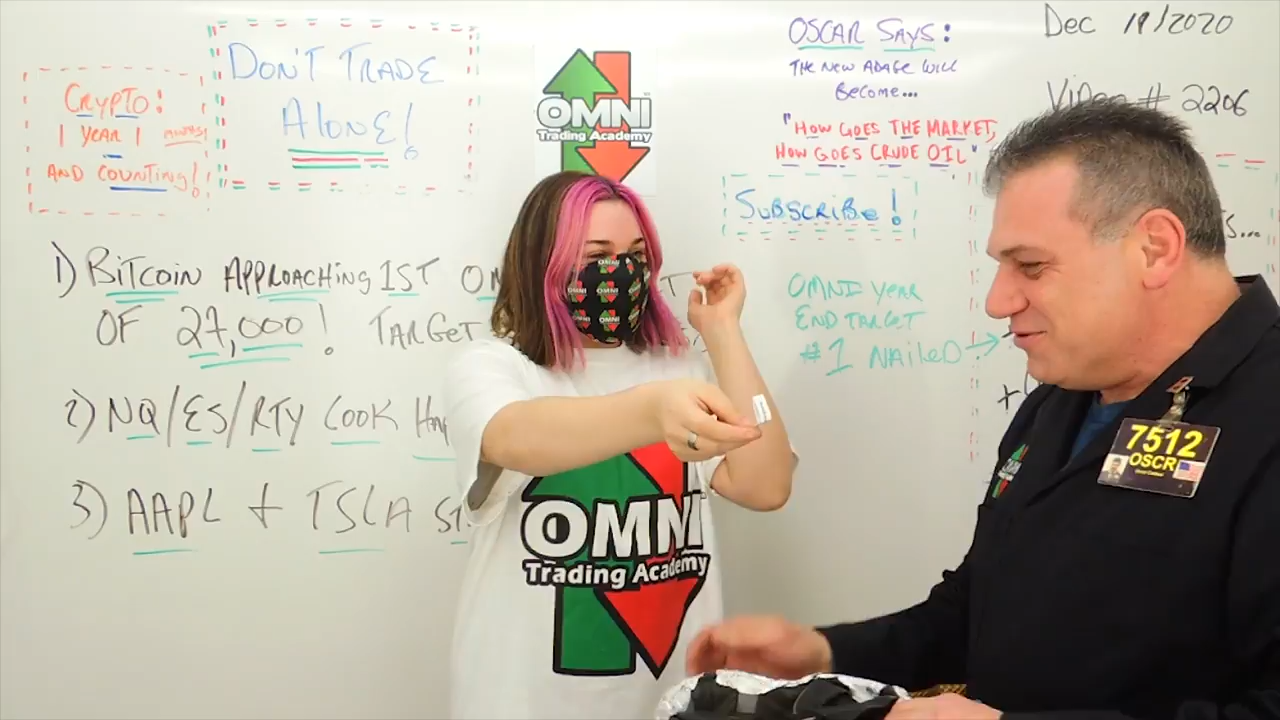 CRYPTO:
1 YEAR 1
AND COUNTING!
DON'T TRADE
ALONE!
OMNI
Trading Academy
OSCAR SAYS:
THE NEW ADAGE WILL
BECOME...
"HOW GOES THE MARKET,
HOW GOES CRUDE OIL"
Dec 19/2020
Video # 2206
SUBSCRIBE!
OMNI YEAR
END TARGET
#1 NAILED
1) BITCOIN APPROACHING 1ST
OF 27,000! TARGET
2) NQ/ES/RTY COOK
3) AAPL + TSLA
OMNI
Trading Academy
7512
OSCR